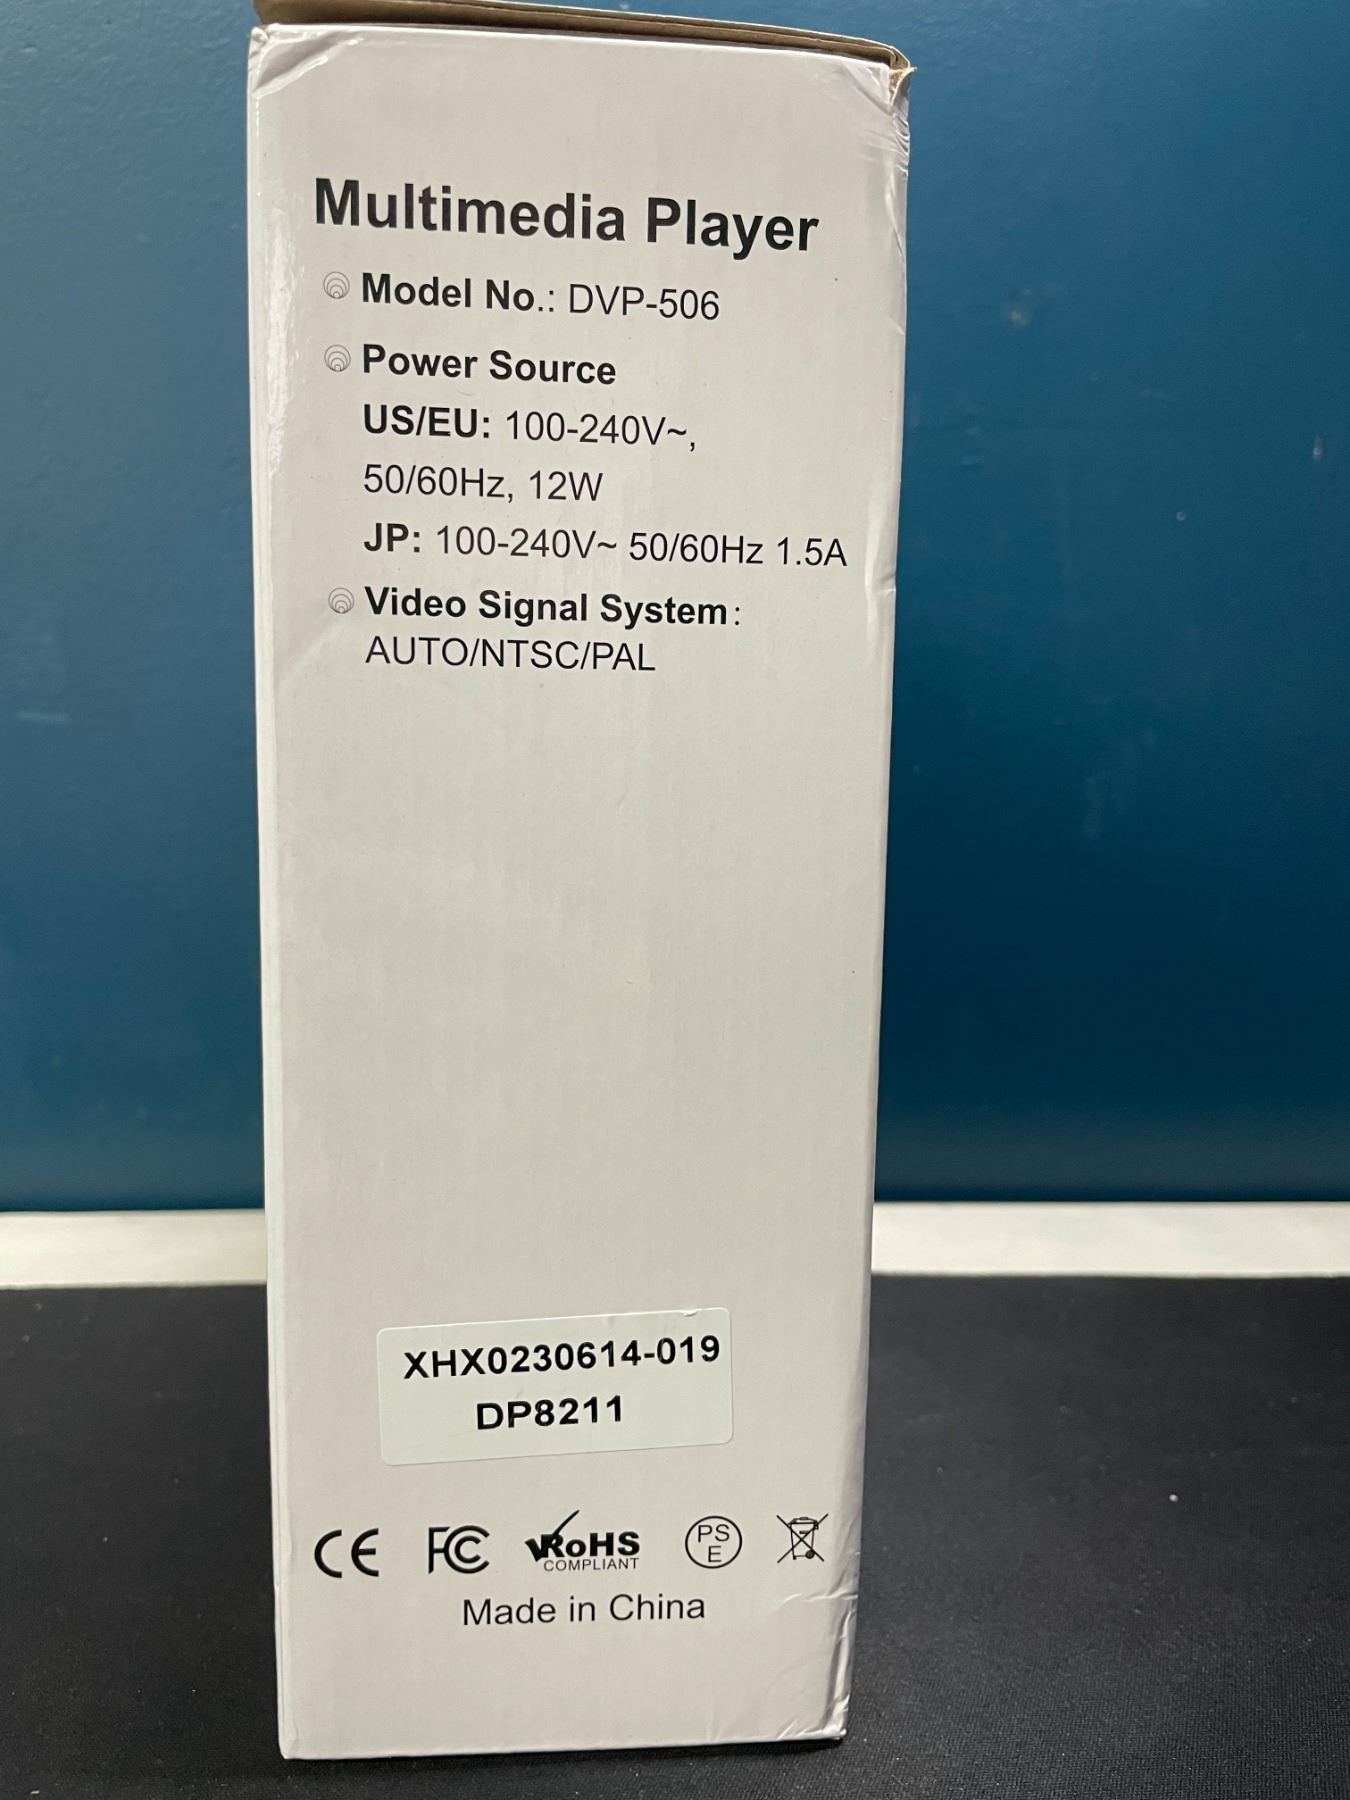 Multimedia Player
Model No.: DVP-506
Power Source
US/EU: 100-240V~,
50/60Hz, 12W
JP: 100-240V~ 50/60Hz 1.5A
Video Signal System:
AUTO/NTSC/PAL
XHX0230614-019
DP8211
CE FC RoHS PS
COMPLIANT E
Made in China